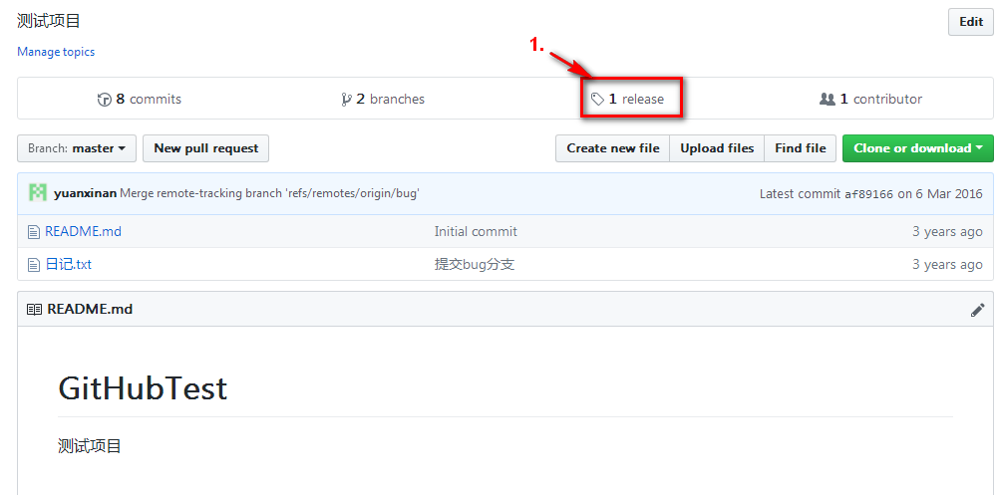 测试项目
Edit
Manage topics
1.
8 commits 2 branches 1 release 1 contributor
Branch: master New pull request Create new file Upload files Find file Clone or download
yuanxinan Merge remote-tracking branch 'refs/remotes/origin/bug' Latest commit af89166 on 6 Mar 2016
README.md Initial commit 3 years ago
日记.txt 提交bug分支 3 years ago
README.md
GitHubTest
测试项目